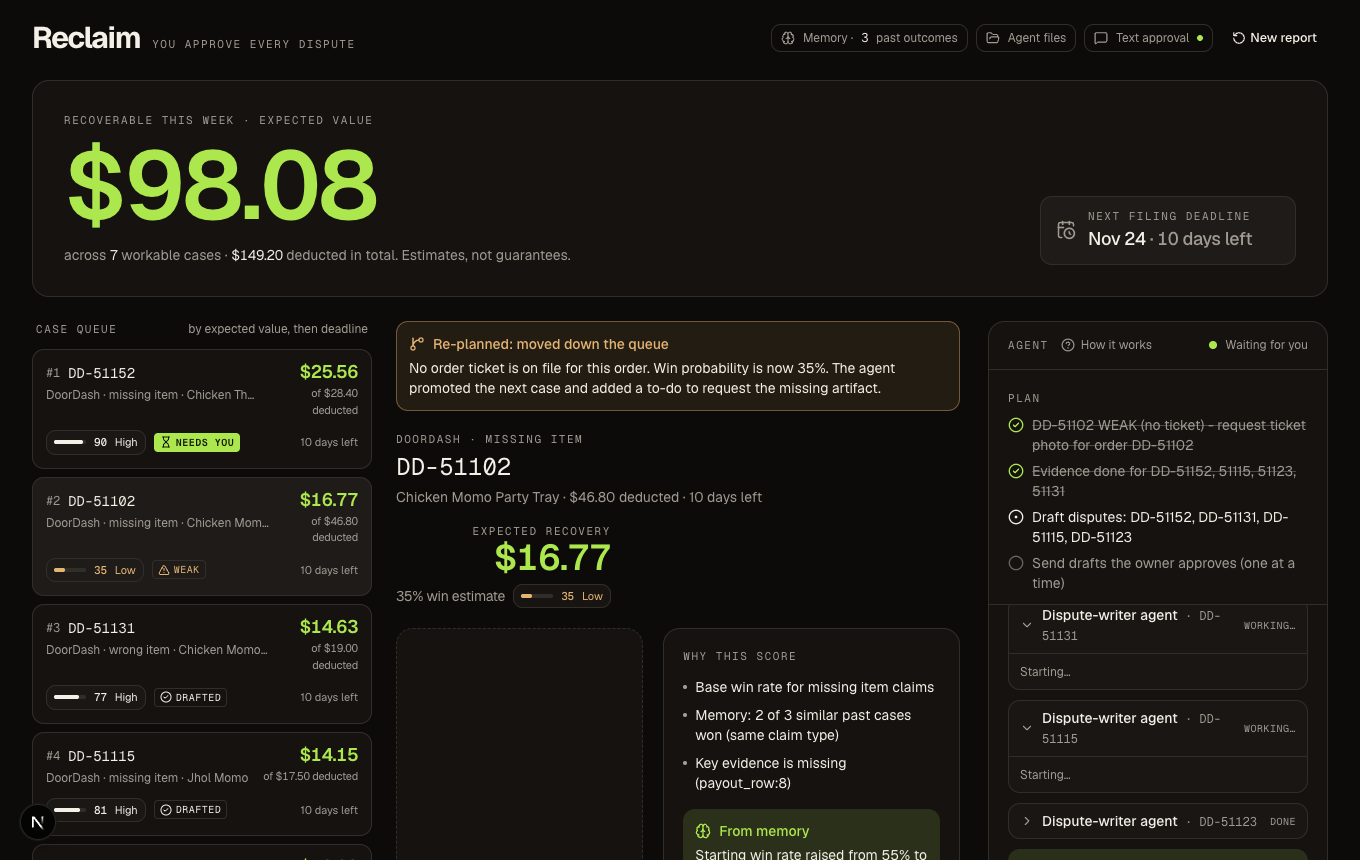 Reclaim
YOU APPROVE EVERY DISPUTE
Memory · 3 past outcomes
Agent files
Text approval
New report
RECOVERABLE THIS WEEK · EXPECTED VALUE
$98.08
across 7 workable cases · $149.20 deducted in total. Estimates, not guarantees.
NEXT FILING DEADLINE
Nov 24 · 10 days left
CASE QUEUE
by expected value, then deadline
#1 DD-51152
$25.56
DoorDash · missing item · Chicken Th…
of $28.40
deducted
90 High
NEEDS YOU
10 days left
#2 DD-51102
$16.77
DoorDash · missing item · Chicken Mom…
of $46.80
deducted
35 Low
WEAK
10 days left
#3 DD-51131
$14.63
DoorDash · wrong item · Chicken Momo…
of $19.00
deducted
77 High
DRAFTED
10 days left
#4 DD-51115
$14.15
DoorDash · missing item · Jhol Momo
of $17.50 deducted
81 High
DRAFTED
10 days left
N
Re-planned: moved down the queue
No order ticket is on file for this order. Win probability is now 35%. The agent
promoted the next case and added a to-do to request the missing artifact.
DOORDASH · MISSING ITEM
DD-51102
Chicken Momo Party Tray · $46.80 deducted · 10 days left
EXPECTED RECOVERY
$16.77
35% win estimate
35 Low
WHY THIS SCORE
• Base win rate for missing item claims
• Memory: 2 of 3 similar past cases
won (same claim type)
• Key evidence is missing
(payout_row:8)
From memory
Starting win rate raised from 55% to
AGENT
How it works
Waiting for you
PLAN
DD-51102 WEAK (no ticket) - request ticket
photo for order DD-51102
Evidence done for DD-51152, 51115, 51123,
51131
Draft disputes: DD-51152, DD-51131, DD-
51115, DD-51123
Send drafts the owner approves (one at a
time)
Dispute-writer agent · DD-
51131
WORKING…
Starting…
Dispute-writer agent · DD-
51115
WORKING…
Starting…
Dispute-writer agent · DD-51123
DONE